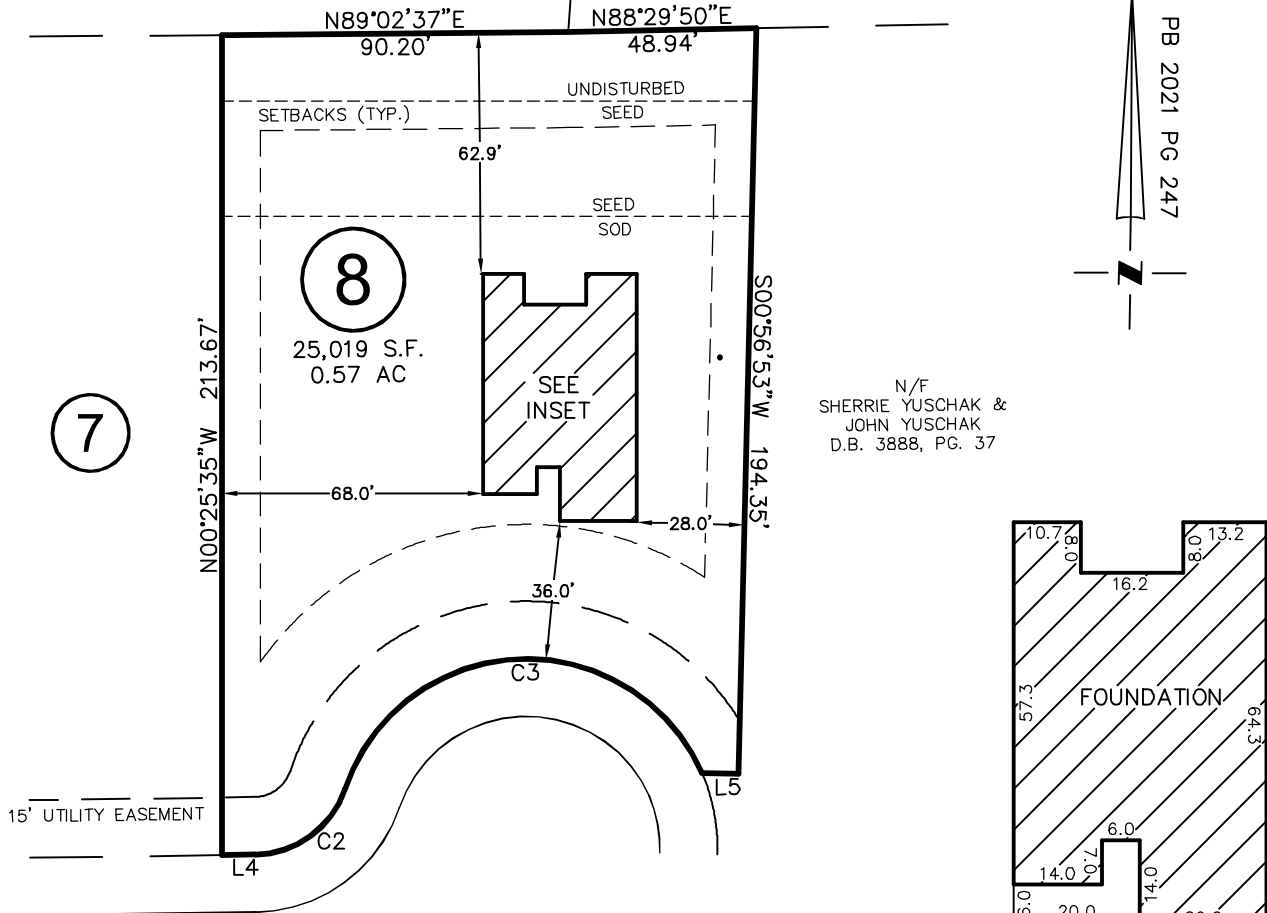 N89°02'37"E
90.20'
N88°29'50"E
48.94'
PB 2021 PG 247
UNDISTURBED
SEED
SETBACKS (TYP.)
62.9'
SEED
SOD
8
25,019 S.F.
0.57 AC
N00°25'35"W 213.67'
S00°56'53"W 194.35'
SEE
INSET
7
N/F
SHERRIE YUSCHAK &
JOHN YUSCHAK
D.B. 3888, PG. 37
68.0'
28.0'
36.0'
C3
L5
15' UTILITY EASEMENT
C2
L4
N
10.7
8.0
16.2
8.0
13.2
57.3
FOUNDATION
64.3
6.0
7.0
14.0
14.0
6.0
20.0